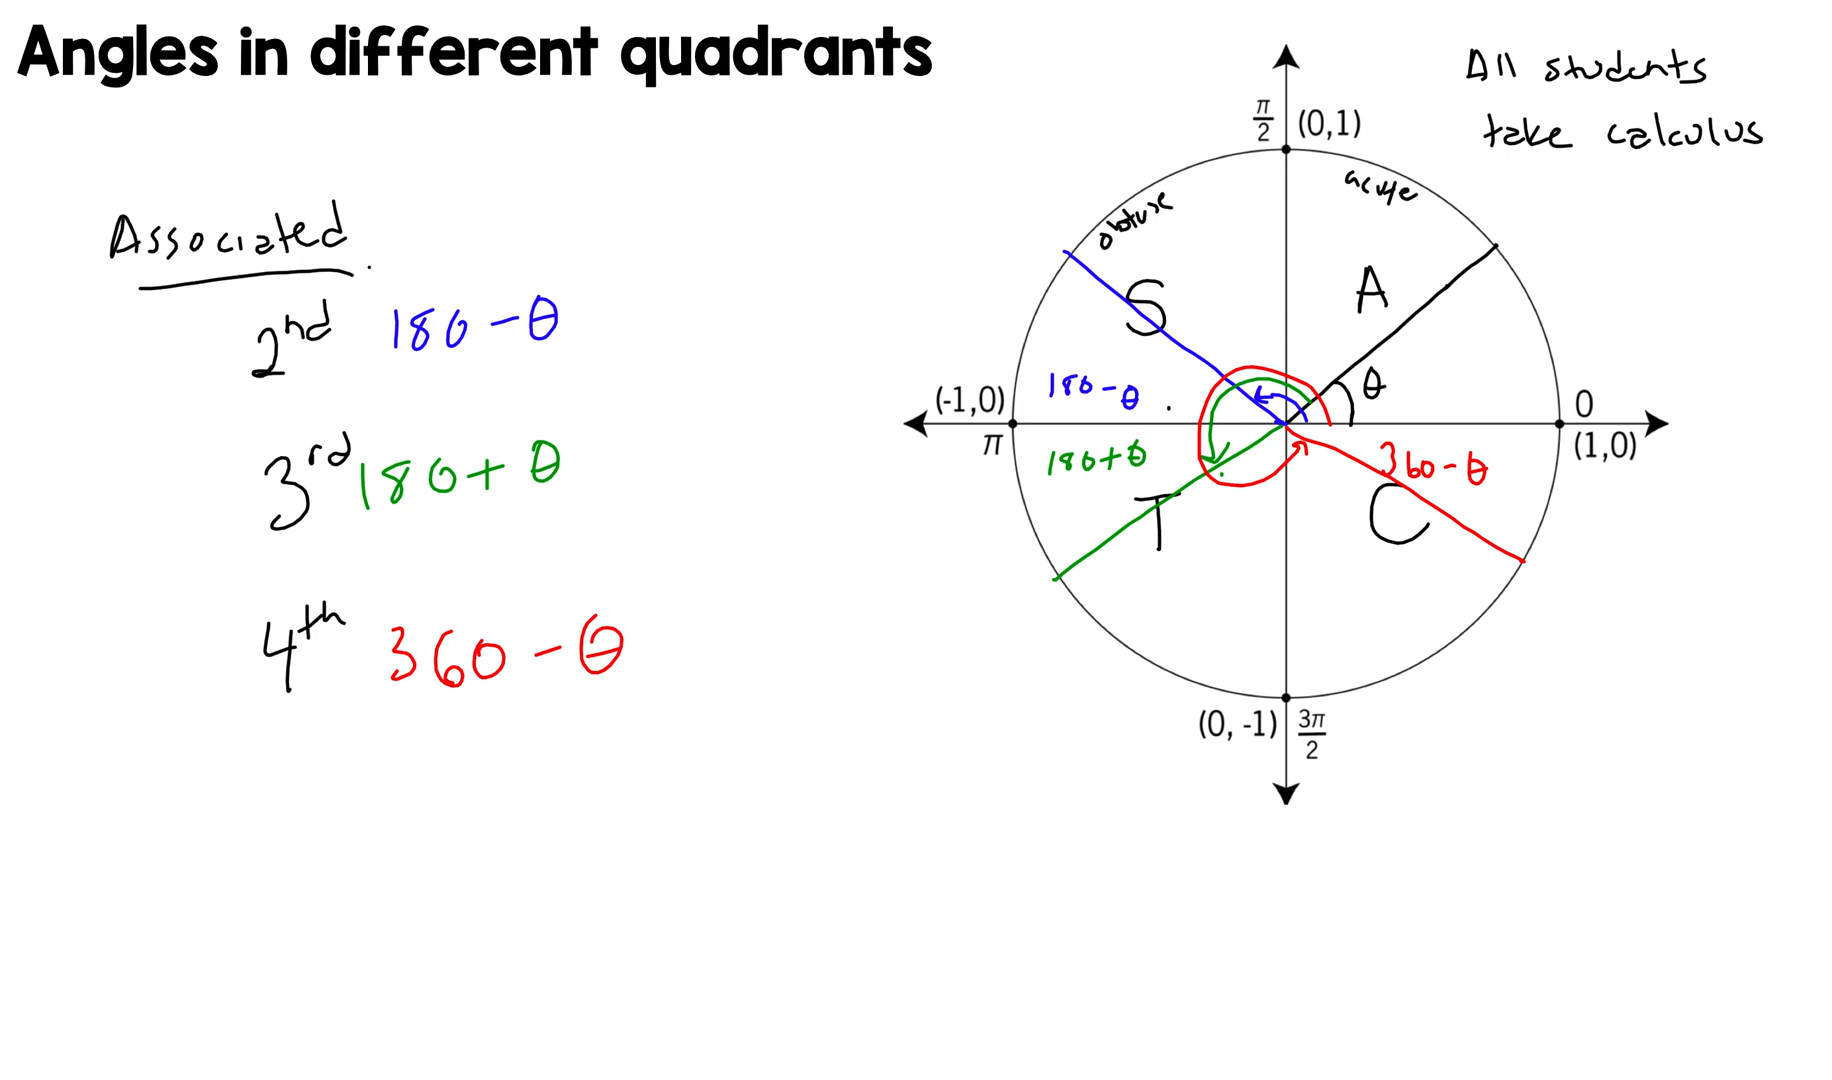 Angles in different quadrants
All students
take calculus
π/2 (0,1)
acute
obtuse
Associated
2nd 180-θ
S
A
180-θ
θ
(-1,0)
π
0
(1,0)
3rd 180+θ
180+θ
360-θ
T
C
4th 360-θ
(0, -1) 3π/2